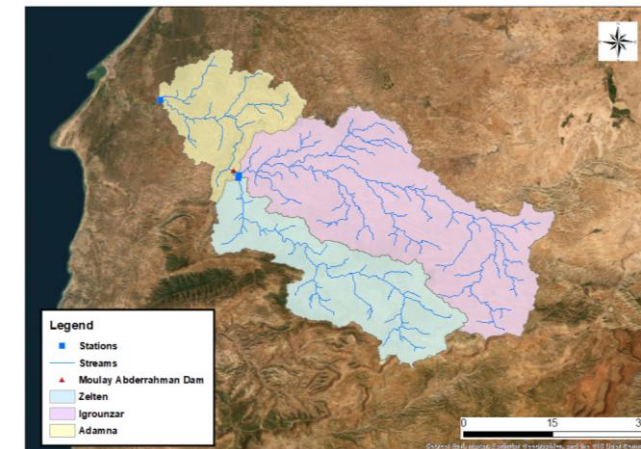 Legend
Stations
Streams
Moulay Abderrahman Dam
Zelten
Igrounzar
Adamna
0 15